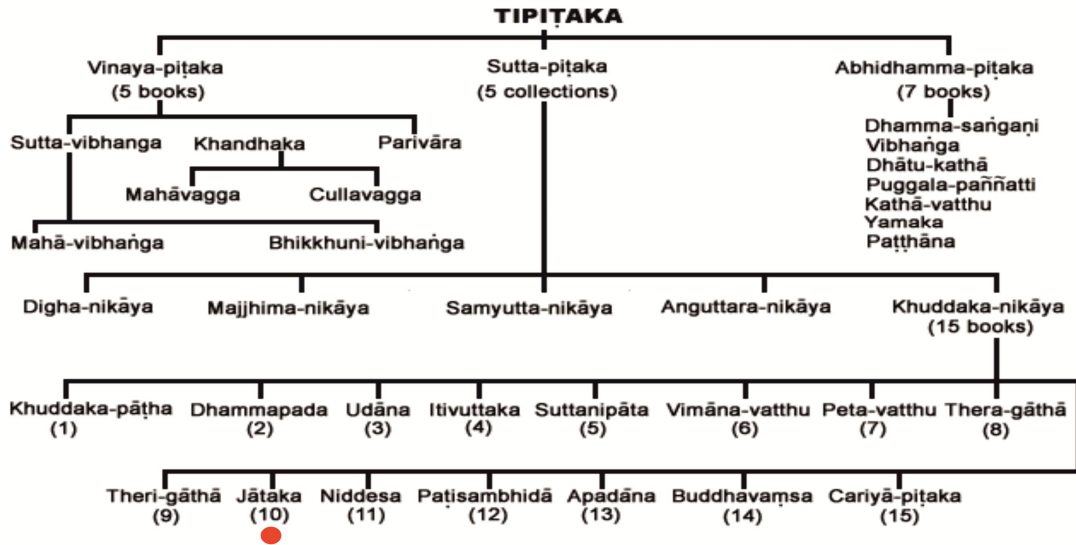 TIPIṬAKA
Vinaya-piṭaka
(5 books)
Sutta-piṭaka
(5 collections)
Abhidhamma-piṭaka
(7 books)
Sutta-vibhanga
Khandhaka
Parivāra
Mahāvagga
Cullavagga
Mahā-vibhaṅga
Bhikkhuni-vibhaṅga
Dhamma-saṅgaṇi
Vibhaṅga
Dhātu-kathā
Puggala-paññatti
Kathā-vatthu
Yamaka
Paṭṭhāna
Digha-nikāya
Majjhima-nikāya
Samyutta-nikāya
Anguttara-nikāya
Khuddaka-nikāya
(15 books)
Khuddaka-pāṭha
(1)
Dhammapada
(2)
Udāna
(3)
Itivuttaka
(4)
Suttanipāta
(5)
Vimāna-vatthu
(6)
Peta-vatthu
(7)
Thera-gāthā
(8)
Theri-gāthā
(9)
Jātaka
(10)
Niddesa
(11)
Paṭisambhidā
(12)
Apadāna
(13)
Buddhavaṃsa
(14)
Cariyā-piṭaka
(15)